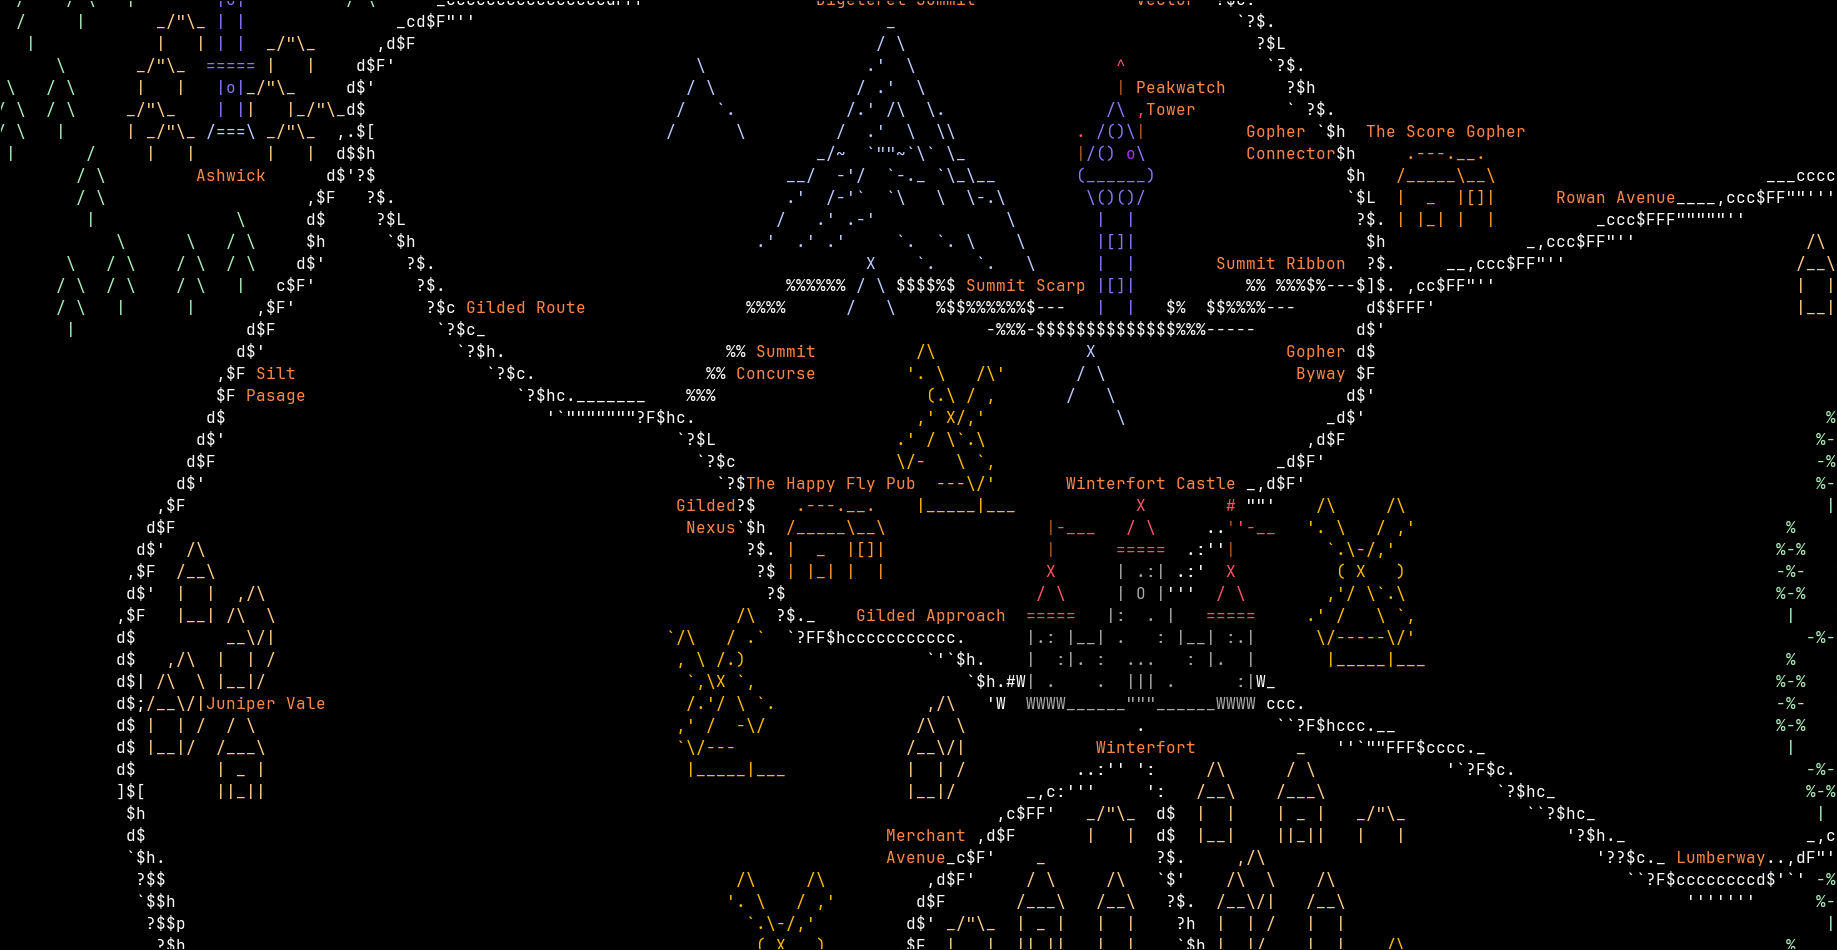 Peakwatch
Tower
Gopher
Connector
The Score Gopher
Ashwick
Rowan Avenue
Summit Ribbon
Summit Scarp
Gilded Route
Summit
Concurse
Gopher
Byway
Silt
Pasage
The Happy Fly Pub
Winterfort Castle
Gilded
Nexus
Gilded Approach
Juniper Vale
Winterfort
Merchant
Avenue
Lumberway